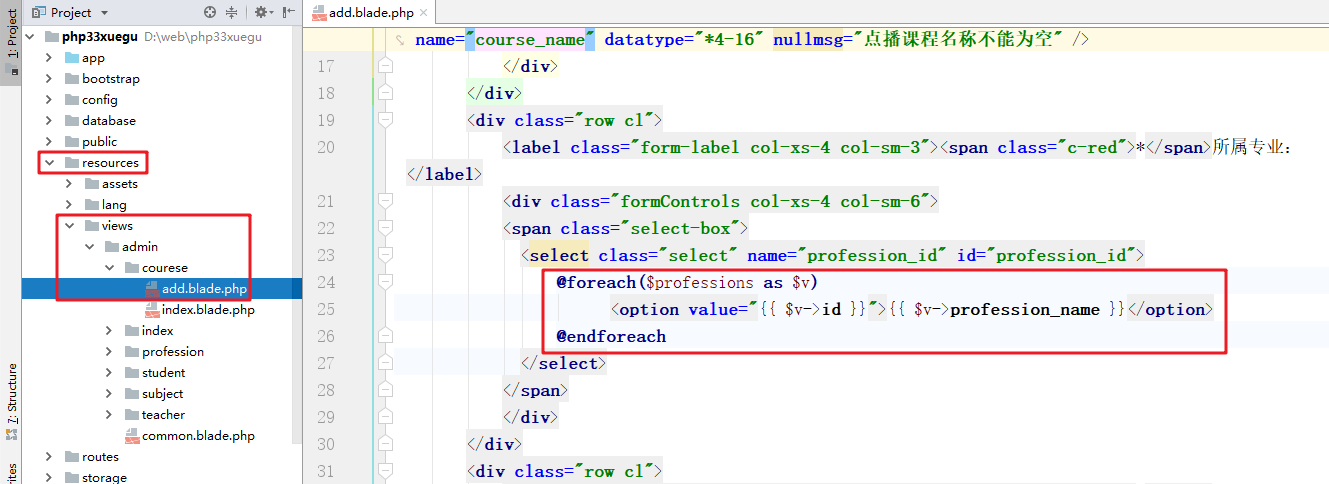 1: Project
Project
php33xuegu D:\web\php33xuegu
app
bootstrap
config
database
public
resources
assets
lang
views
admin
courese
add.blade.php
index.blade.php
index
profession
student
subject
teacher
common.blade.php
routes
storage
7: Structure
rites
add.blade.php
name="course_name" datatype="*4-16" nullmsg="点播课程名称不能为空" />
17 </div>
18 </div>
19 <div class="row cl">
20 <label class="form-label col-xs-4 col-sm-3"><span class="c-red">*</span>所属专业：
</label>
21 <div class="formControls col-xs-4 col-sm-6">
22 <span class="select-box">
23 <select class="select" name="profession_id" id="profession_id">
24 @foreach($professions as $v)
25 <option value="{{ $v->id }}">{{ $v->profession_name }}</option>
26 @endforeach
27 </select>
28 </span>
29 </div>
30 </div>
31 <div class="row cl">